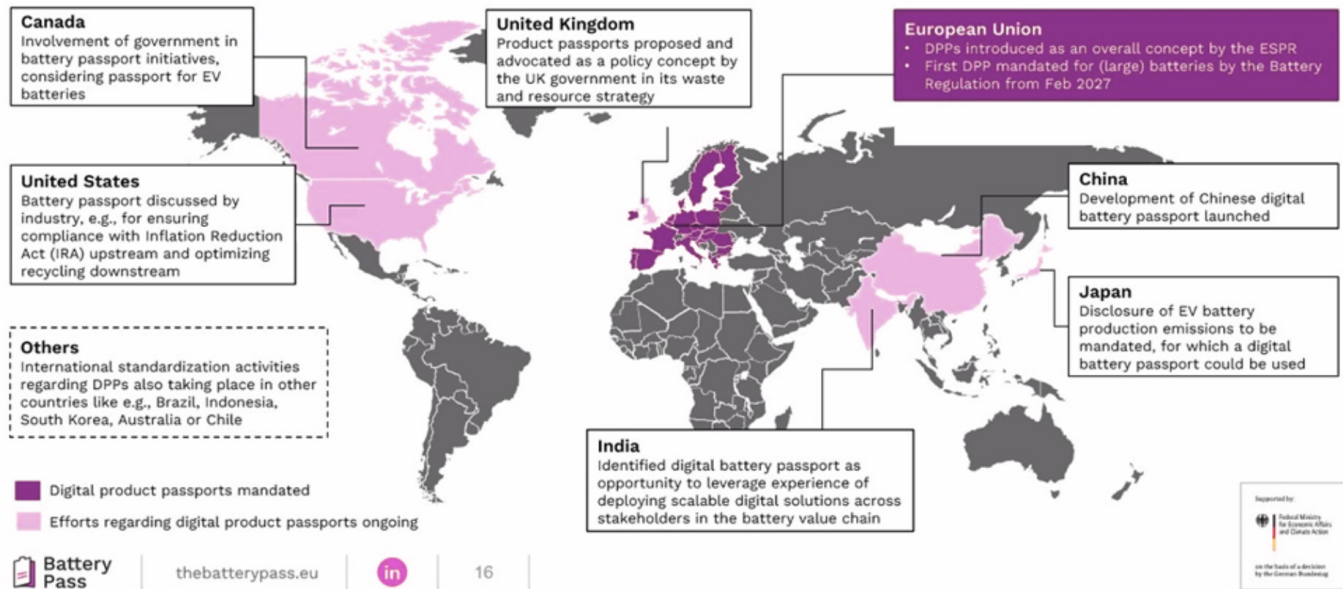 Canada
Involvement of government in
battery passport initiatives,
considering passport for EV
batteries
United Kingdom
Product passports proposed and
advocated as a policy concept by
the UK government in its waste
and resource strategy
European Union
• DPPs introduced as an overall concept by the ESPR
• First DPP mandated for (large) batteries by the Battery
Regulation from Feb 2027
United States
Battery passport discussed by
industry, e.g., for ensuring
compliance with Inflation Reduction
Act (IRA) upstream and optimizing
recycling downstream
China
Development of Chinese digital
battery passport launched
Japan
Disclosure of EV battery
production emissions to be
mandated, for which a digital
battery passport could be used
Others
International standardization activities
regarding DPPs also taking place in other
countries like e.g., Brazil, Indonesia,
South Korea, Australia or Chile
India
Identified digital battery passport as
opportunity to leverage experience of
deploying scalable digital solutions across
stakeholders in the battery value chain
Digital product passports mandated
Efforts regarding digital product passports ongoing
Battery
Pass
thebatterypass.eu
in
16
Supported by:
Federal Ministry
for Economic Affairs
and Climate Action
on the basis of a decision
by the German Bundestag